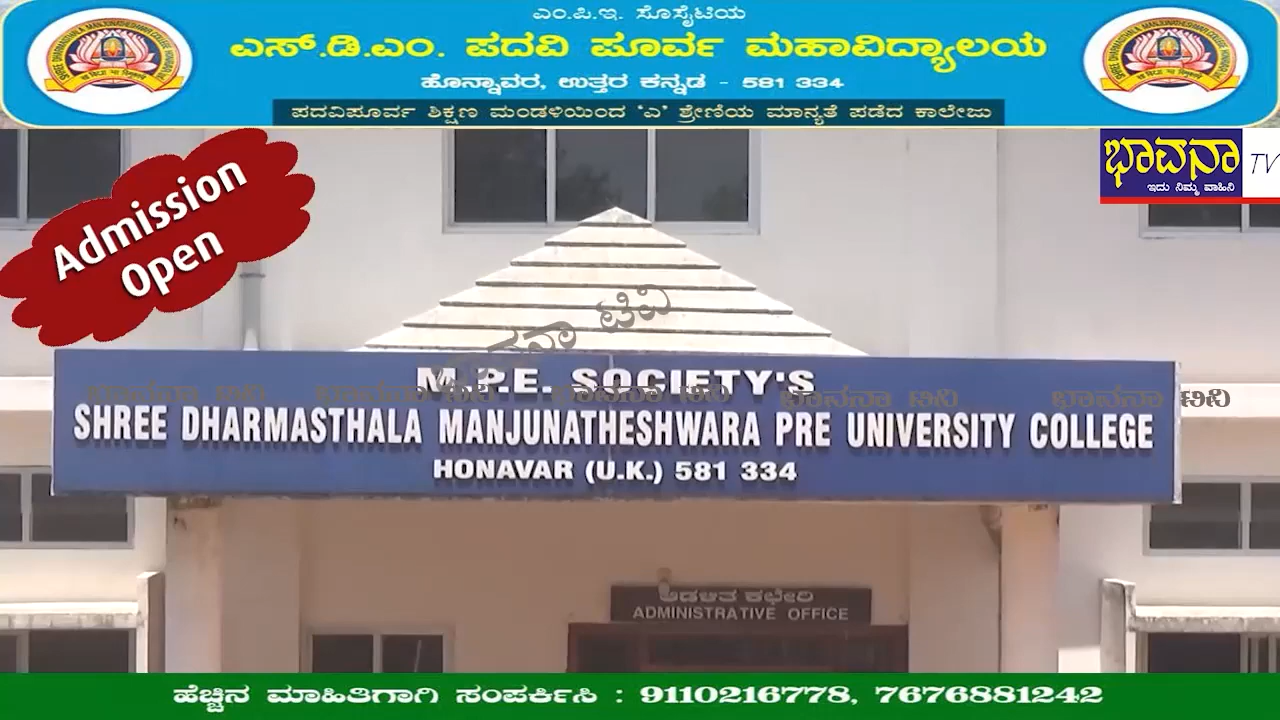 ಎಂ.ಪಿ.ಇ. ಸೊಸೈಟಿಯ
ಎಸ್.ಡಿ.ಎಂ. ಪದವಿ ಪೂರ್ವ ಮಹಾವಿದ್ಯಾಲಯ
ಹೊನ್ನಾವರ, ಉತ್ತರ ಕನ್ನಡ - 581 334
ಪದವಿಪೂರ್ವ ಶಿಕ್ಷಣ ಮಂಡಳಿಯಿಂದ 'ಎ' ಶ್ರೇಣಿಯ ಮಾನ್ಯತೆ ಪಡೆದ ಕಾಲೇಜು
ಭಾವನಾ TV
ಇದು ನಿಮ್ಮ ವಾಹಿನಿ
Admission
Open
ಭಾವನಾ ಟಿವಿ
M.P.E. SOCIETY'S
SHREE DHARMASTHALA MANJUNATHESHWARA PRE UNIVERSITY COLLEGE
HONAVAR (U.K.) 581 334
ಆಡಳಿತ ಕಛೇರಿ
ADMINISTRATIVE OFFICE
ಹೆಚ್ಚಿನ ಮಾಹಿತಿಗಾಗಿ ಸಂಪರ್ಕಿಸಿ : 9110216778, 7676881242